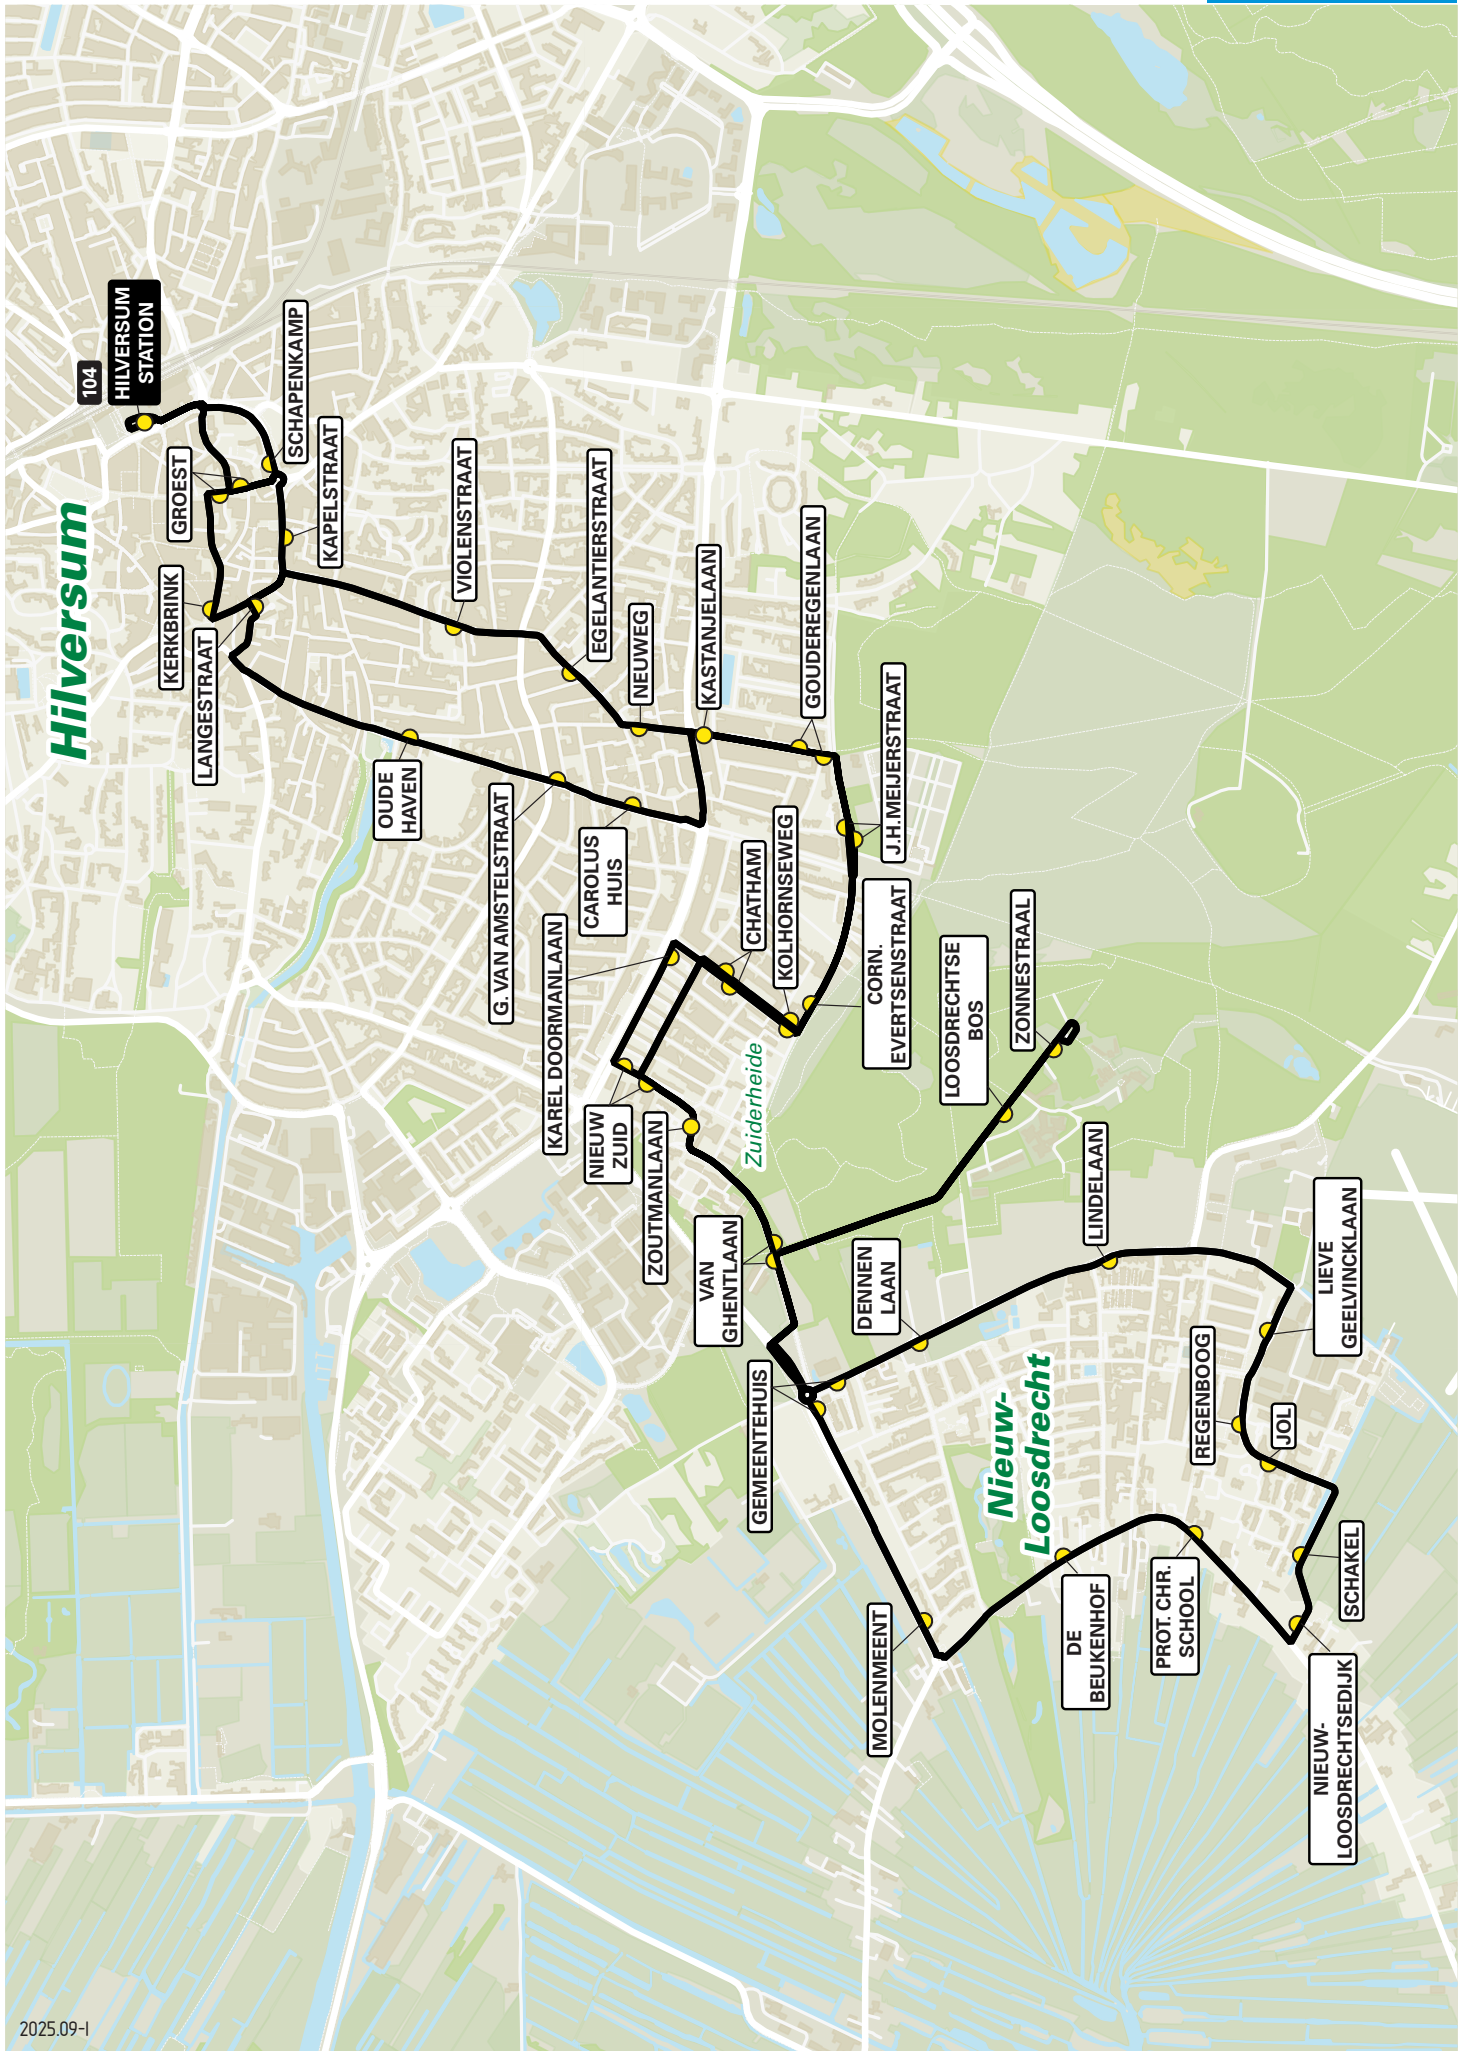 Hilversum
104
HILVERSUM
STATION
GROEST
SCHAPENKAMP
KAPELSTRAAT
KERKBRINK
LANGESTRAAT
VIOLENSTRAAT
EGELANTIERSTRAAT
NEUWEG
KASTANJELAAN
GOUDEREGENLAAN
OUDE
HAVEN
G. VAN AMSTELSTRAAT
CAROLUS
HUIS
J.H.MEIJERSTRAAT
CHATHAM
KOLHORNSEWEG
KAREL DOORMANLAAN
CORN.
EVERTSENSTRAAT
NIEUW
ZUID
ZOUTMANLAAN
Zuiderheide
LOOSDRECHTSE
BOS
ZONNESTRAAL
VAN
GHENTLAAN
DENNEN
LAAN
LINDELAAN
GEMEENTEHUIS
LIEVE
GEELVINCKLAAN
REGENBOOG
JOL
Nieuw-
Loosdrecht
MOLENMEENT
DE
BEUKENHOF
PROT. CHR.
SCHOOL
SCHAKEL
NIEUW-
LOOSDRECHTSEDIJK
2025.09-I